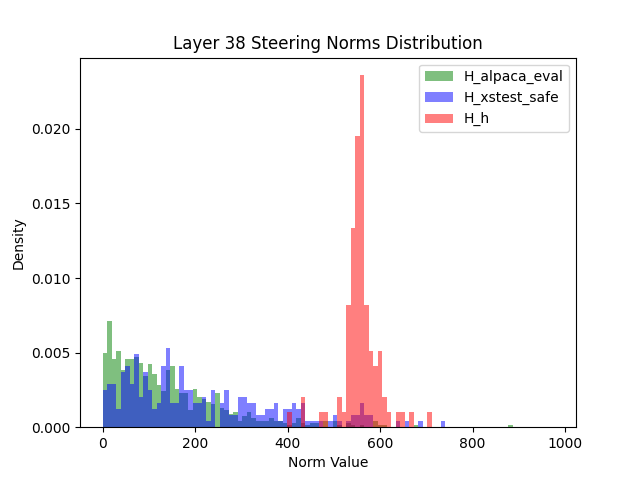 Layer 38 Steering Norms Distribution
H_alpaca_eval
H_xstest_safe
H_h
Density
0.020
0.015
0.010
0.005
0.000
0
200
400
600
800
1000
Norm Value